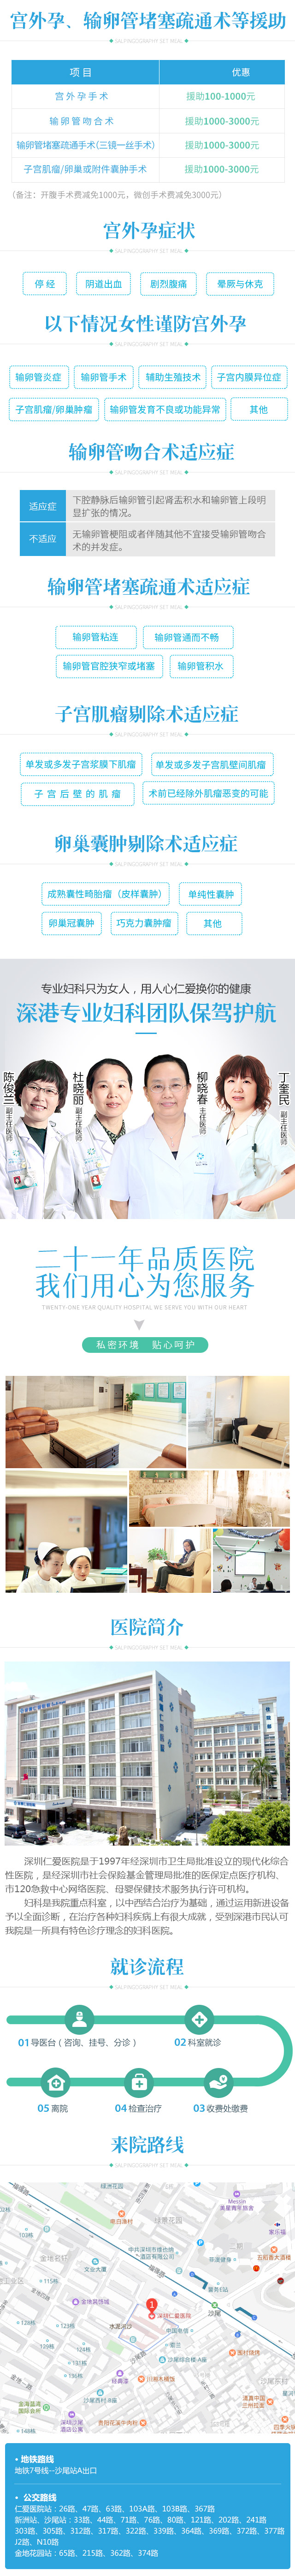 宫外孕、输卵管堵塞疏通术等援助
SALPINGOGRAPHY SET MEAL
项目 优惠
宫外孕手术 援助100-1000元
输卵管吻合术 援助1000-3000元
输卵管堵塞疏通手术(三镜一丝手术) 援助1000-3000元
子宫肌瘤/卵巢或附件囊肿手术 援助1000-3000元
（备注：开腹手术费减免1000元，微创手术费减免3000元）
宫外孕症状
SALPINGOGRAPHY SET MEAL
停经 阴道出血 剧烈腹痛 晕厥与休克
以下情况女性谨防宫外孕
SALPINGOGRAPHY SET MEAL
输卵管炎症 输卵管手术 辅助生殖技术 子宫内膜异位症
子宫肌瘤/卵巢肿瘤 输卵管发育不良或功能异常 其他
输卵管吻合术适应症
SALPINGOGRAPHY SET MEAL
适应症 下腔静脉后输卵管引起肾盂积水和输卵管上段明
显扩张的情况。
不适应 无输卵管梗阻或者伴随其他不宜接受输卵管吻合
术的并发症。
输卵管堵塞疏通术适应症
SALPINGOGRAPHY SET MEAL
输卵管粘连 输卵管通而不畅
输卵管官腔狭窄或堵塞 输卵管积水
子宫肌瘤剔除术适应症
SALPINGOGRAPHY SET MEAL
单发或多发子宫浆膜下肌瘤 单发或多发子宫肌壁间肌瘤
子宫后壁的肌瘤 术前已经除外肌瘤恶变的可能
卵巢囊肿剔除术适应症
SALPINGOGRAPHY SET MEAL
成熟囊性畸胎瘤（皮样囊肿） 单纯性囊肿
卵巢冠囊肿 巧克力囊肿瘤 其他
专业妇科只为女人，用人心仁爱换你的健康
深港专业妇科团队保驾护航
陈俊兰 副主任医师
杜晓丽 副主任医师
柳晓春 主任医师
丁奎民 副主任医师
二十一年品质医院
我们用心为您服务
TWENTY-ONE YEAR QUALITY HOSPITAL WE SERVE YOU WITH OUR HEART
私密环境 贴心呵护
医院简介
SALPINGOGRAPHY SET MEAL
深圳仁爱医院是于1997年经深圳市卫生局批准设立的现代化综合
性医院，是经深圳市社会保险基金管理局批准的医保定点医疗机构、
市120急救中心网络医院、母婴保健技术服务执行许可机构。
妇科是我院重点科室，以中西结合治疗为基础，通过运用新进设备
予以全面诊断，在治疗各种妇科疾病上有很大成就，受到深港市民认可
我院是一所具有特色诊疗理念的妇科医院。
就诊流程
SALPINGOGRAPHY SET MEAL
01导医台（咨询、挂号、分诊） 02科室就诊
05离院 04检查治疗 03收费处缴费
来院路线
SALPINGOGRAPHY SET MEAL
绿洲花园
绿景花园
金地名轩
文企大厦
金地美饰城
水泥河沙
深圳仁爱医院
沙尾
家乐福
沙尾路
沙尾西村
• 地铁路线
地铁7号线--沙尾站A出口
• 公交路线
仁爱医院站：26路、47路、63路、103A路、103B路、367路
新洲站、沙尾站：33路、44路、71路、76路、80路、121路、202路、241路
303路、305路、312路、317路、322路、339路、364路、369路、372路、377路
J2路、N10路
金地花园站：65路、215路、362路、374路